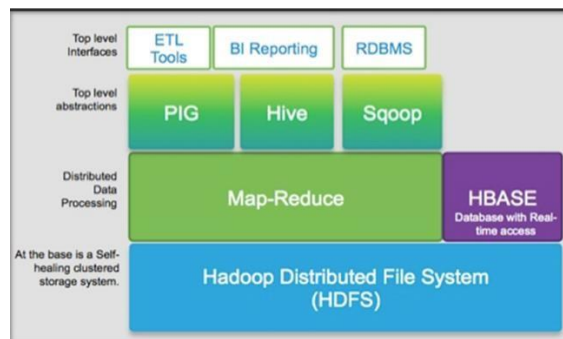 Top level
Interfaces
ETL
Tools
BI Reporting
RDBMS
Top level
abstractions
PIG
Hive
Sqoop
Distributed
Data
Processing
Map-Reduce
HBASE
Database with Real-
time access
At the base is a Self-
healing clustered
storage system.
Hadoop Distributed File System
(HDFS)